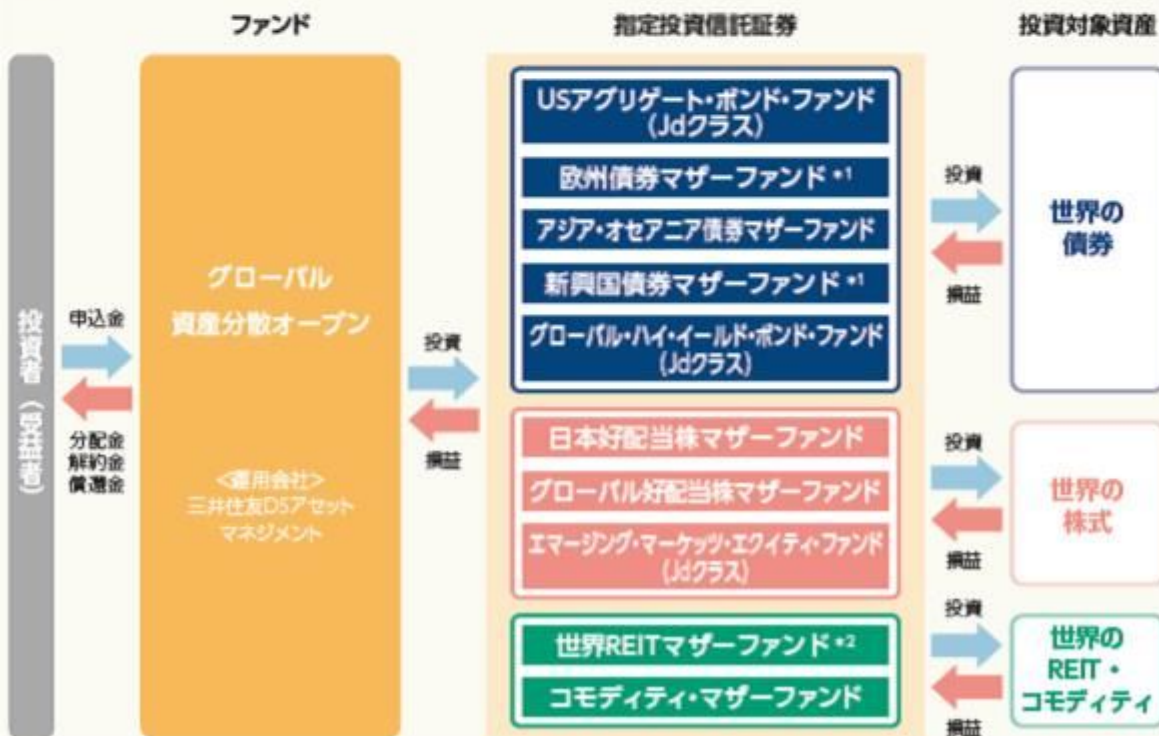 ファンド
指定投資信託証券
投資対象資産
投資者（受益者）
申込金
分配金
解約金
償還金
グローバル
資産分散オープン
<運用会社>
三井住友DSアセット
マネジメント
投資
損益
USアグリゲート・ボンド・ファンド
(Jdクラス)
欧州債券マザーファンド *1
アジア・オセアニア債券マザーファンド
新興国債券マザーファンド *1
グローバル・ハイ・イールド・ボンド・ファンド
(Jdクラス)
投資
損益
世界の
債券
日本好配当株マザーファンド
グローバル好配当株マザーファンド
エマージング・マーケッツ・エクイティ・ファンド
(Jdクラス)
投資
損益
世界の
株式
世界REITマザーファンド *2
コモディティ・マザーファンド
投資
損益
世界の
REIT・
コモディティ